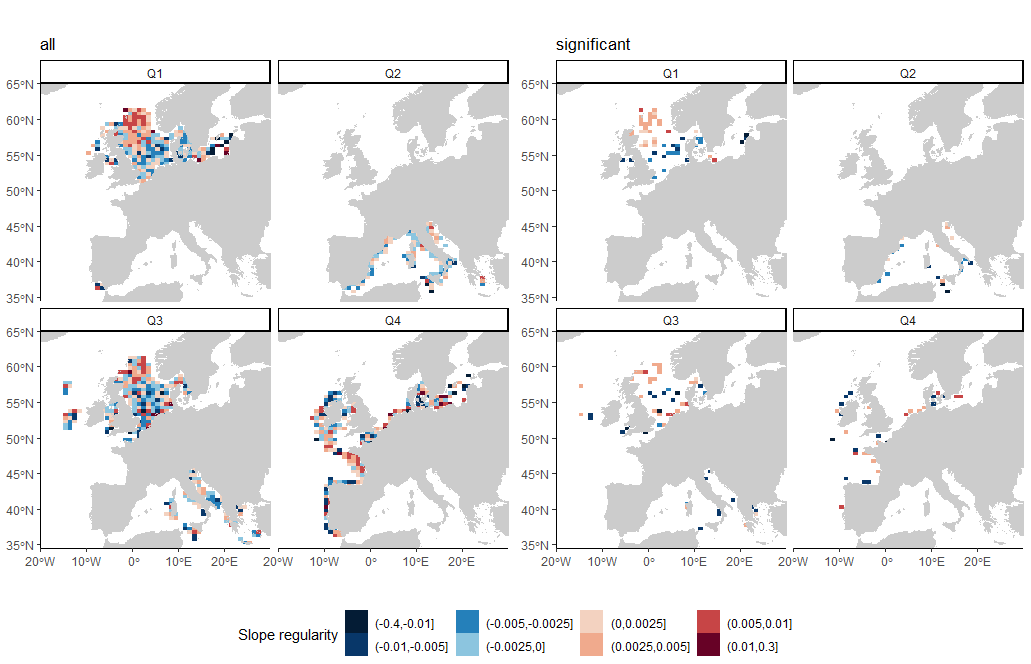 all significant
Q1 Q2 Q1 Q2
65°N
60°N
55°N
50°N
45°N
40°N
35°N
Q3 Q4 Q3 Q4
65°N
60°N
55°N
50°N
45°N
40°N
35°N
20°W 10°W 0° 10°E 20°E 20°W 10°W 0° 10°E 20°E 20°W 10°W 0° 10°E 20°E 20°W 10°W 0° 10°E 20°E
65°N
60°N
55°N
50°N
45°N
40°N
35°N
65°N
60°N
55°N
50°N
45°N
40°N
35°N
Slope regularity
(-0.4,-0.01] (-0.005,-0.0025] (0,0.0025] (0.005,0.01]
(-0.01,-0.005] (-0.0025,0] (0.0025,0.005] (0.01,0.3]